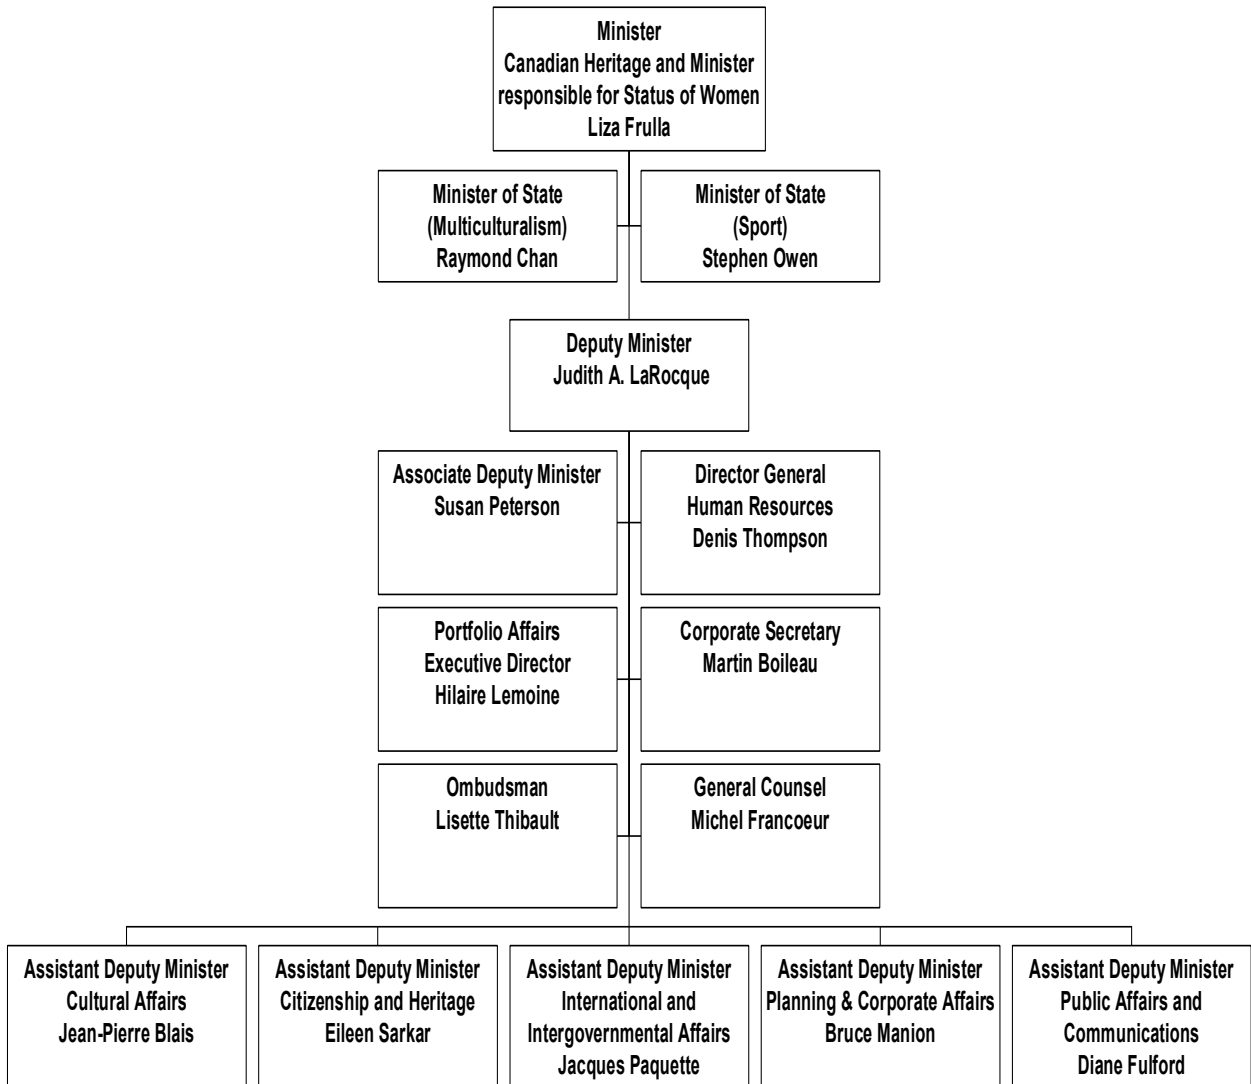 Minister
Canadian Heritage and Minister
responsible for Status of Women
Liza Frulla
Minister of State
(Multiculturalism)
Raymond Chan
Minister of State
(Sport)
Stephen Owen
Deputy Minister
Judith A. LaRocque
Associate Deputy Minister
Susan Peterson
Director General
Human Resources
Denis Thompson
Portfolio Affairs
Executive Director
Hilaire Lemoine
Corporate Secretary
Martin Boileau
Ombudsman
Lisette Thibault
General Counsel
Michel Francoeur
Assistant Deputy Minister
Cultural Affairs
Jean-Pierre Blais
Assistant Deputy Minister
Citizenship and Heritage
Eileen Sarkar
Assistant Deputy Minister
International and
Intergovernmental Affairs
Jacques Paquette
Assistant Deputy Minister
Planning & Corporate Affairs
Bruce Manion
Assistant Deputy Minister
Public Affairs and
Communications
Diane Fulford